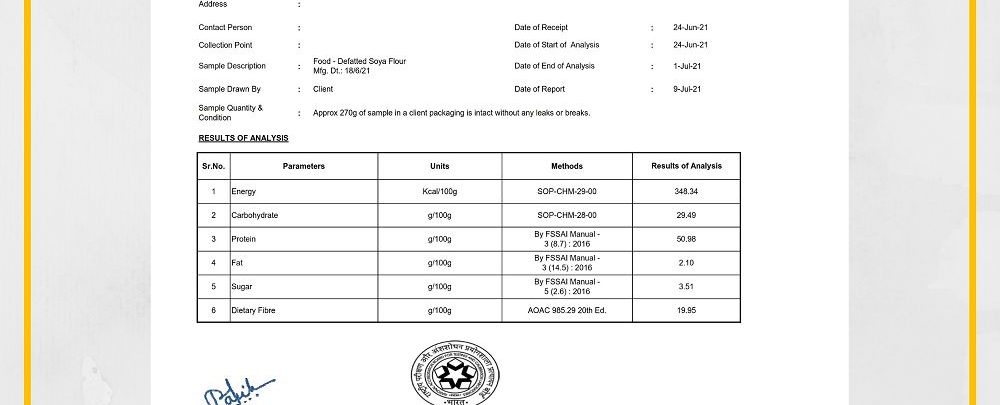 Address :
Contact Person : Date of Receipt : 24-Jun-21
Collection Point : Date of Start of Analysis : 24-Jun-21
Sample Description : Food - Defatted Soya Flour
Mfg. Dt.: 18/6/21 Date of End of Analysis : 1-Jul-21
Sample Drawn By : Client Date of Report : 9-Jul-21
Sample Quantity &
Condition : Approx 270g of sample in a client packaging is intact without any leaks or breaks.
RESULTS OF ANALYSIS
Sr.No. Parameters Units Methods Results of Analysis
1 Energy Kcal/100g SOP-CHM-29-00 348.34
2 Carbohydrate g/100g SOP-CHM-28-00 29.49
3 Protein g/100g By FSSAI Manual -
3 (8.7) : 2016 50.98
4 Fat g/100g By FSSAI Manual -
3 (14.5) : 2016 2.10
5 Sugar g/100g By FSSAI Manual -
5 (2.6) : 2016 3.51
6 Dietary Fibre g/100g AOAC 985.29 20th Ed. 19.95
भारत